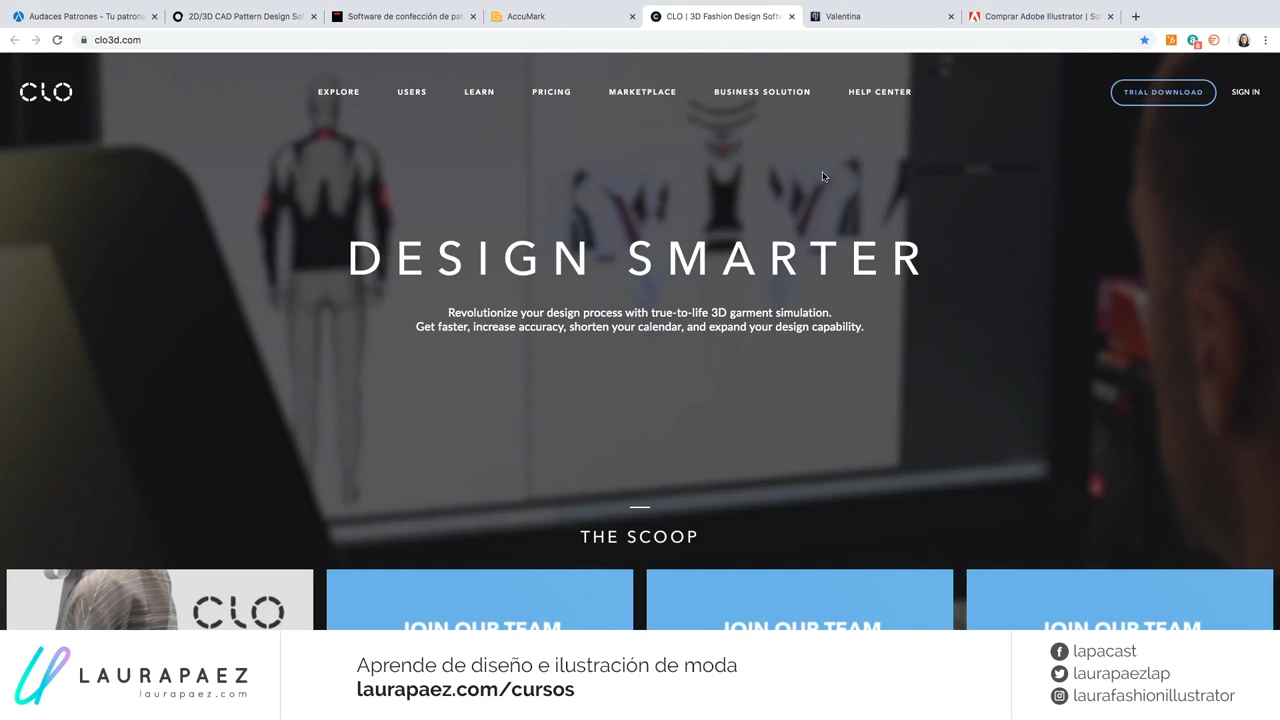 Audaces Patrones - Tu patrona
2D/3D CAD Pattern Design Sof
Software de confección de pat
AccuMark
CLO | 3D Fashion Design Softw
Valentina
Comprar Adobe Illustrator | So
clo3d.com
CLO
EXPLORE
USERS
LEARN
PRICING
MARKETPLACE
BUSINESS SOLUTION
HELP CENTER
TRIAL DOWNLOAD
SIGN IN
DESIGN SMARTER
Revolutionize your design process with true-to-life 3D garment simulation.
Get faster, increase accuracy, shorten your calendar, and expand your design capability.
THE SCOOP
CLO
JOIN OUR TEAM
JOIN OUR TEAM
JOIN OUR TEAM
LAURAPAEZ
laurapaez.com
Aprende de diseño e ilustración de moda
laurapaez.com/cursos
lapacast
laurapaezlap
laurafashionillustrator